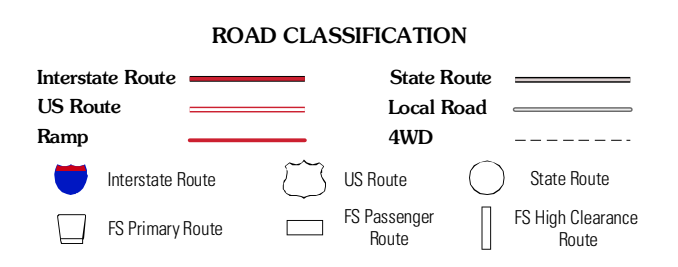 ROAD CLASSIFICATION
Interstate Route
State Route
US Route
Local Road
Ramp
4WD
Interstate Route
US Route
State Route
FS Primary Route
FS Passenger
Route
FS High Clearance
Route